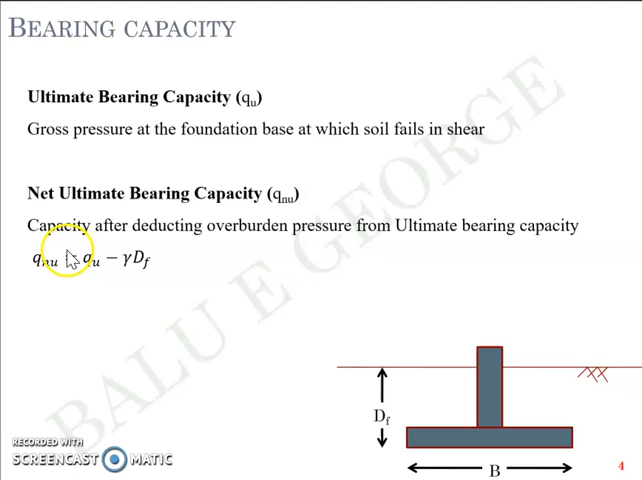 BEARING CAPACITY
Ultimate Bearing Capacity (qu)
Gross pressure at the foundation base at which soil fails in shear
Net Ultimate Bearing Capacity (qnu)
Capacity after deducting overburden pressure from Ultimate bearing capacity
qnu = qu − γDf
Df
B
BALU E GEORGE
RECORDED WITH
SCREENCAST MATIC
4